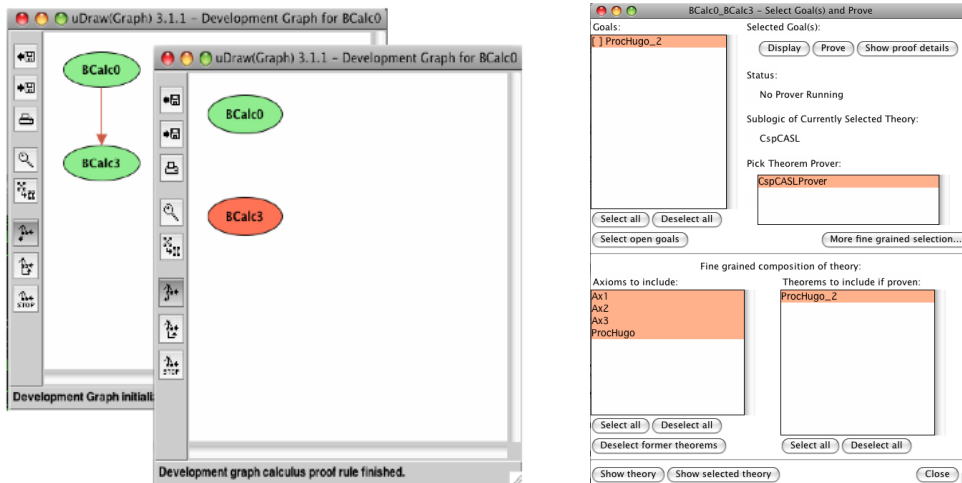 uDraw(Graph) 3.1.1 - Development Graph for BCalc0
BCalc0
BCalc3
STOP
Development Graph initiali
uDraw(Graph) 3.1.1 - Development Graph for BCalc0
BCalc0
BCalc3
STOP
Development graph calculus proof rule finished.
BCalc0_BCalc3 - Select Goal(s) and Prove
Goals:
[ ] ProcHugo_2
Select all Deselect all
Select open goals
Selected Goal(s):
Display Prove Show proof details
Status:
No Prover Running
Sublogic of Currently Selected Theory:
CspCASL
Pick Theorem Prover:
CspCASLProver
More fine grained selection...
Fine grained composition of theory:
Axioms to include:
Ax1
Ax2
Ax3
ProcHugo
Select all Deselect all
Deselect former theorems
Theorems to include if proven:
ProcHugo_2
Select all Deselect all
Show theory Show selected theory Close